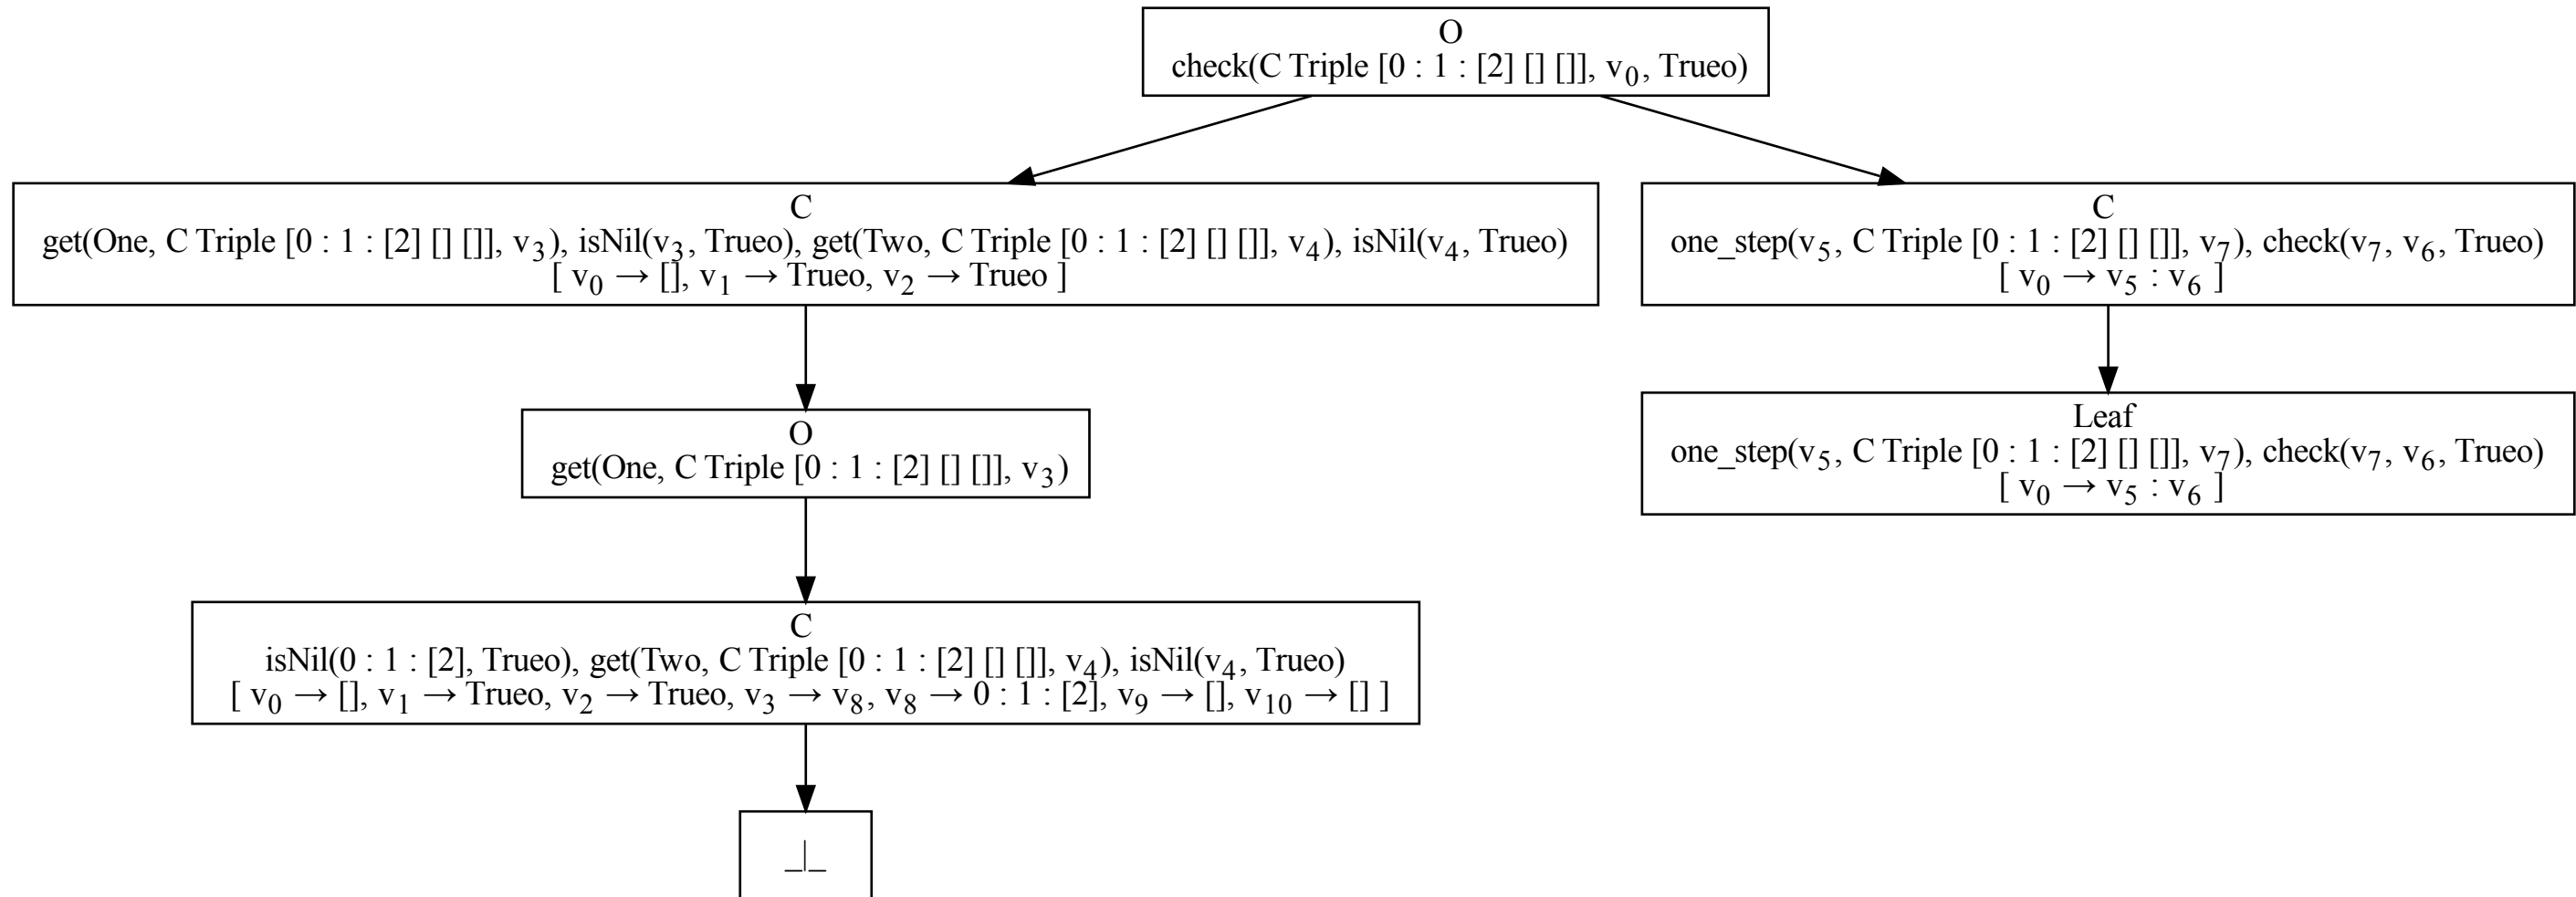 O
check(C Triple [0 : 1 : [2] [] []], v₀, Trueo)
C
get(One, C Triple [0 : 1 : [2] [] []], v₃), isNil(v₃, Trueo), get(Two, C Triple [0 : 1 : [2] [] []], v₄), isNil(v₄, Trueo)
[ v₀ → [], v₁ → Trueo, v₂ → Trueo ]
C
one_step(v₅, C Triple [0 : 1 : [2] [] []], v₇), check(v₇, v₆, Trueo)
[ v₀ → v₅ : v₆ ]
O
get(One, C Triple [0 : 1 : [2] [] []], v₃)
Leaf
one_step(v₅, C Triple [0 : 1 : [2] [] []], v₇), check(v₇, v₆, Trueo)
[ v₀ → v₅ : v₆ ]
C
isNil(0 : 1 : [2], Trueo), get(Two, C Triple [0 : 1 : [2] [] []], v₄), isNil(v₄, Trueo)
[ v₀ → [], v₁ → Trueo, v₂ → Trueo, v₃ → v₈, v₈ → 0 : 1 : [2], v₉ → [], v₁₀ → [] ]
_|_